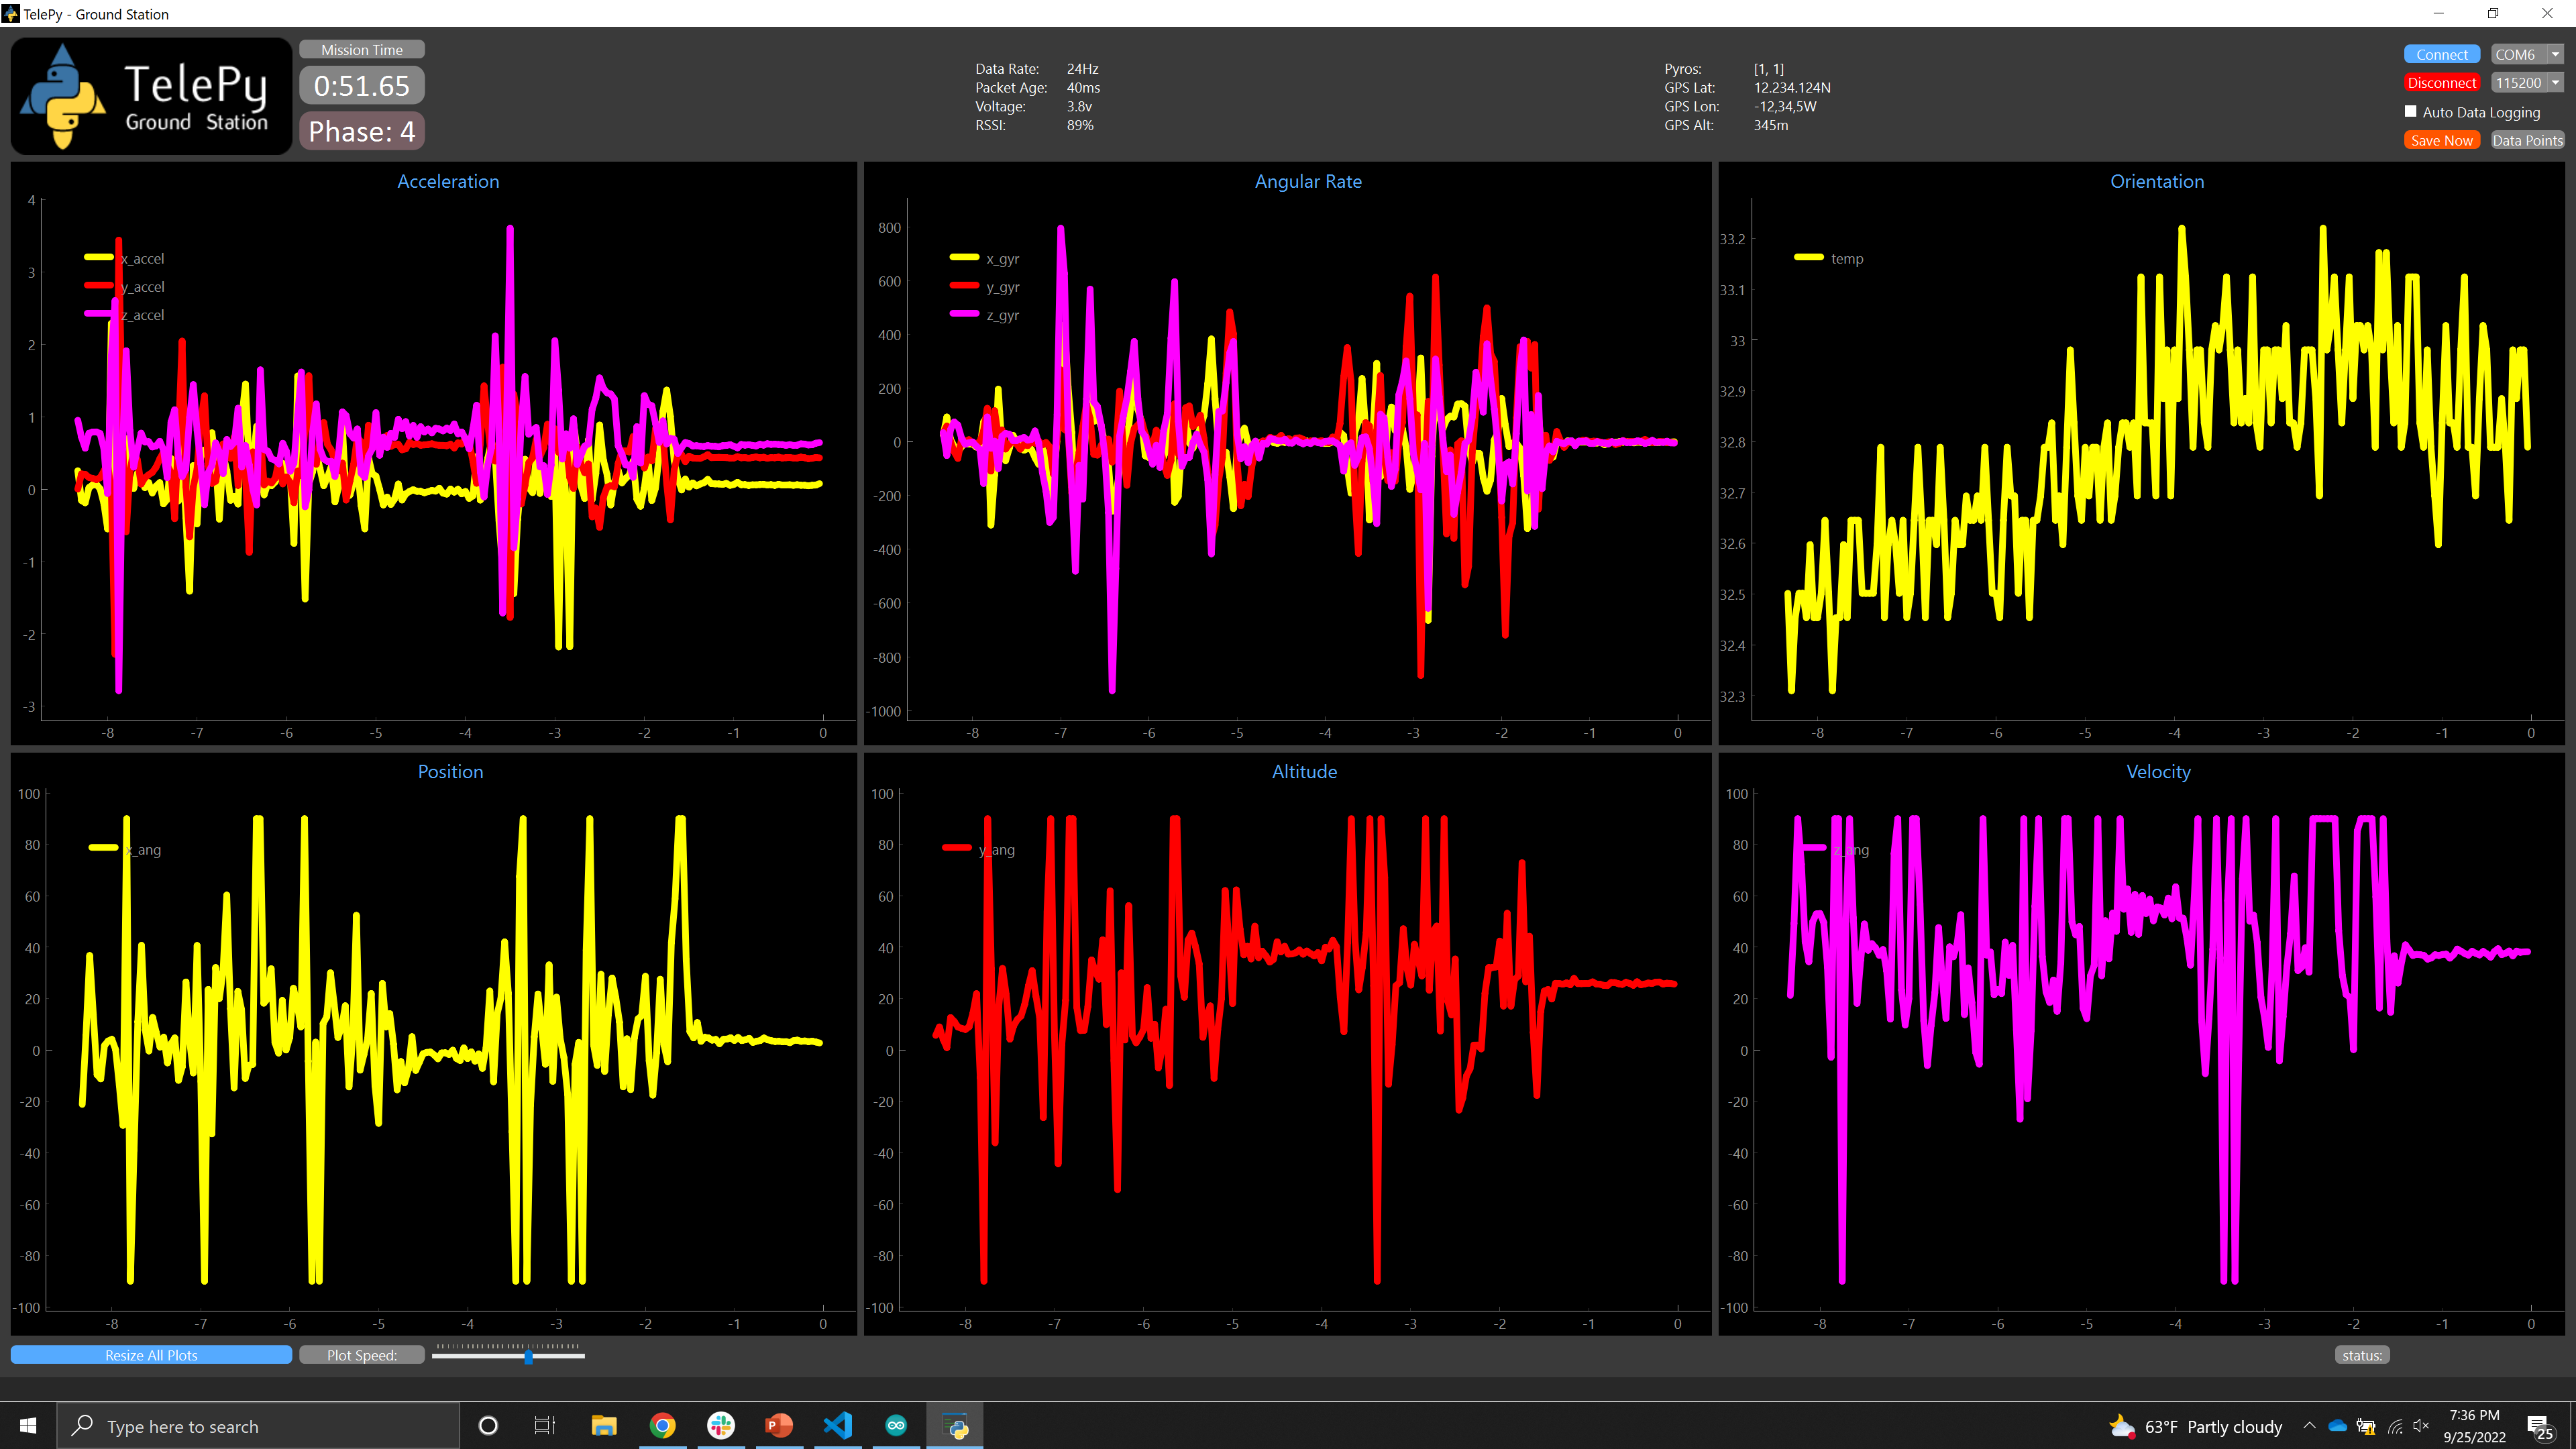 TelePy - Ground Station
TelePy
Ground Station
Mission Time
0:51.65
Phase: 4
Data Rate: 24Hz
Packet Age: 40ms
Voltage: 3.8v
RSSI: 89%
Pyros: [1, 1]
GPS Lat: 12.234.124N
GPS Lon: -12,34,5W
GPS Alt: 345m
Connect COM6
Disconnect 115200
Auto Data Logging
Save Now Data Points
Acceleration
4
3
2
1
0
-1
-2
-3
x_accel
y_accel
z_accel
-8 -7 -6 -5 -4 -3 -2 -1 0
Angular Rate
800
600
400
200
0
-200
-400
-600
-800
-1000
x_gyr
y_gyr
z_gyr
-8 -7 -6 -5 -4 -3 -2 -1 0
Orientation
33.2
33.1
33
32.9
32.8
32.7
32.6
32.5
32.4
32.3
temp
-8 -7 -6 -5 -4 -3 -2 -1 0
Position
100
80
60
40
20
0
-20
-40
-60
-80
-100
x_ang
-8 -7 -6 -5 -4 -3 -2 -1 0
Altitude
100
80
60
40
20
0
-20
-40
-60
-80
-100
y_ang
-8 -7 -6 -5 -4 -3 -2 -1 0
Velocity
100
80
60
40
20
0
-20
-40
-60
-80
-100
z_ang
-8 -7 -6 -5 -4 -3 -2 -1 0
Resize All Plots
Plot Speed:
status:
Type here to search
63°F Partly cloudy
7:36 PM
9/25/2022
25